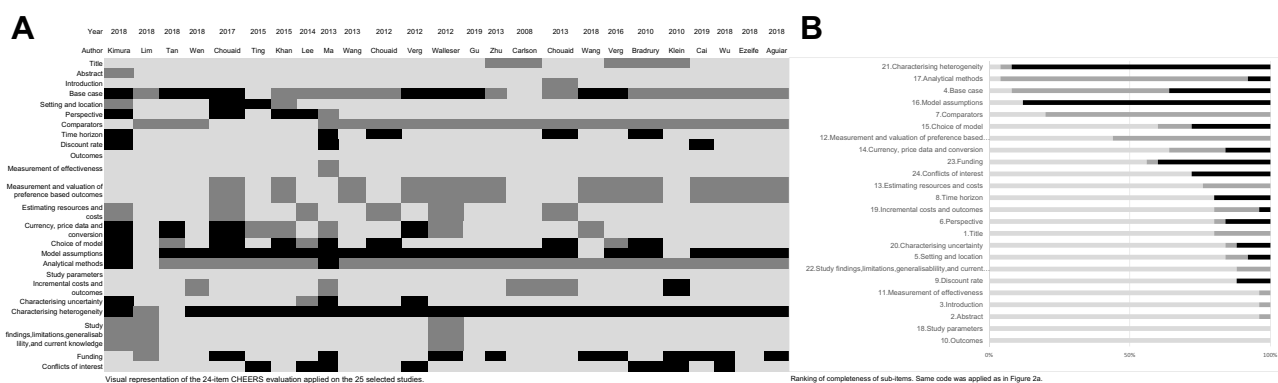 A
Year 2018 2018 2018 2018 2017 2015 2015 2014 2013 2012 2012 2019 2013 2008 2013 2018 2010 2010 2019 2018 2018
Author Kimura Lim Tan Wen Chouaid Ting Khan Lee Ma Wang Chouaid Verg Walleser Gu Zhu Carlson Chouaid Wang Verg Bradrury Klein Cai Wu Ezeife Aguiar
Title
Abstract
Introduction
Base case
Setting and location
Perspective
Comparators
Time horizon
Discount rate
Outcomes
Measurement of effectiveness
Measurement and valuation of
preference based outcomes
Estimating resources and
costs
Currency, price data and
conversion
Choice of model
Model assumptions
Analytical methods
Study parameters
Incremental costs and
outcomes
Characterising uncertainty
Characterising heterogeneity
Study
findings,limitations,generalisab
lility,and current knowledge
Funding
Conflicts of interest
Visual representation of the 24-item CHEERS evaluation applied on the 25 selected studies.
B
21.Characterising heterogeneity
17.Analytical methods
4.Base case
16.Model assumptions
7.Comparators
15.Choice of model
12.Measurement and valuation of preference based...
14.Currency, price data and conversion
23.Funding
24.Conflicts of interest
13.Estimating resources and costs
8.Time horizon
19.Incremental costs and outcomes
6.Perspective
1.Title
20.Characterising uncertainty
5.Setting and location
22.Study findings,limitations,generalisablility,and current...
9.Discount rate
11.Measurement of effectiveness
3.Introduction
2.Abstract
18.Study parameters
10.Outcomes
0% 50% 100%
Ranking of completeness of sub-items. Same code was applied as in Figure 2a.